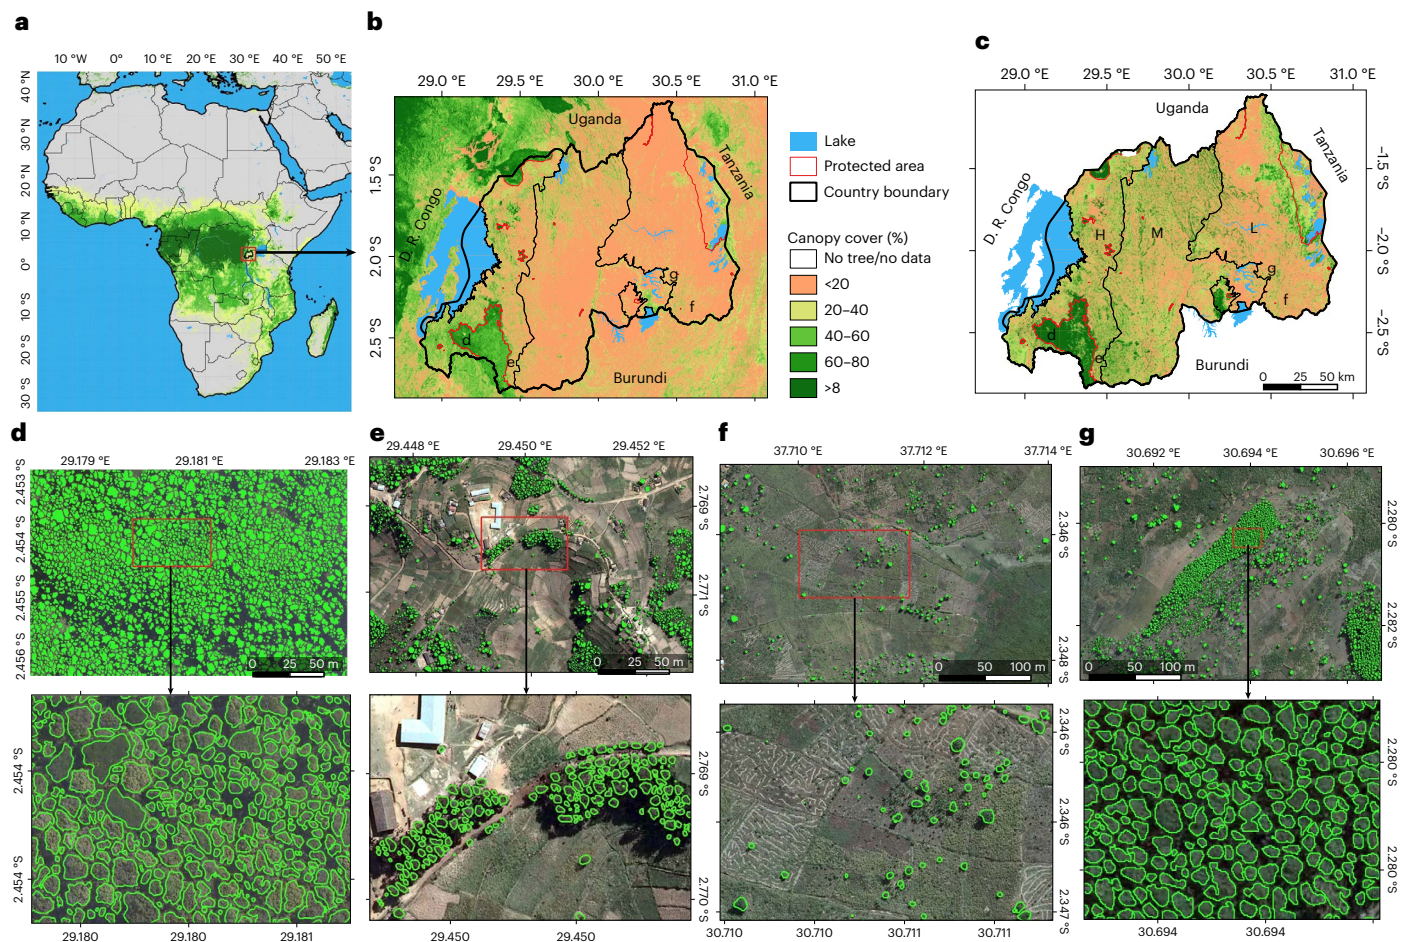 a
10 °W 0° 10 °E 20 °E 30 °E 40 °E 50 °E
40 °N
30 °N
20 °N
10 °N
0°
10 °S
20 °S
30 °S
b
29.0 °E 29.5 °E 30.0 °E 30.5 °E 31.0 °E
1.5 °S
2.0 °S
2.5 °S
Uganda
Tanzania
D. R. Congo
Burundi
d
e
f
g
Lake
Protected area
Country boundary
Canopy cover (%)
No tree/no data
<20
20–40
40–60
60–80
>8
c
29.0 °E 29.5 °E 30.0 °E 30.5 °E 31.0 °E
Uganda
Tanzania
D. R. Congo
H
M
L
g
f
d
e
Burundi
0 25 50 km
–1.5 °S
–2.0 °S
–2.5 °S
d
29.179 °E 29.181 °E 29.183 °E
2.453 °S
2.454 °S
2.455 °S
2.456 °S
0 25 50 m
2.454 °S
2.454 °S
29.180 29.180 29.181
e
29.448 °E 29.450 °E 29.452 °E
2.769 °S
2.771 °S
0 25 50 m
2.769 °S
2.770 °S
29.450 29.450
f
37.710 °E 37.712 °E 37.714 °E
2.346 °S
2.348 °S
0 50 100 m
2.346 °S
2.346 °S
2.347 °S
30.710 30.710 30.711 30.711
g
30.692 °E 30.694 °E 30.696 °E
2.280 °S
2.282 °S
0 50 100 m
2.280 °S
2.280 °S
30.694 30.694